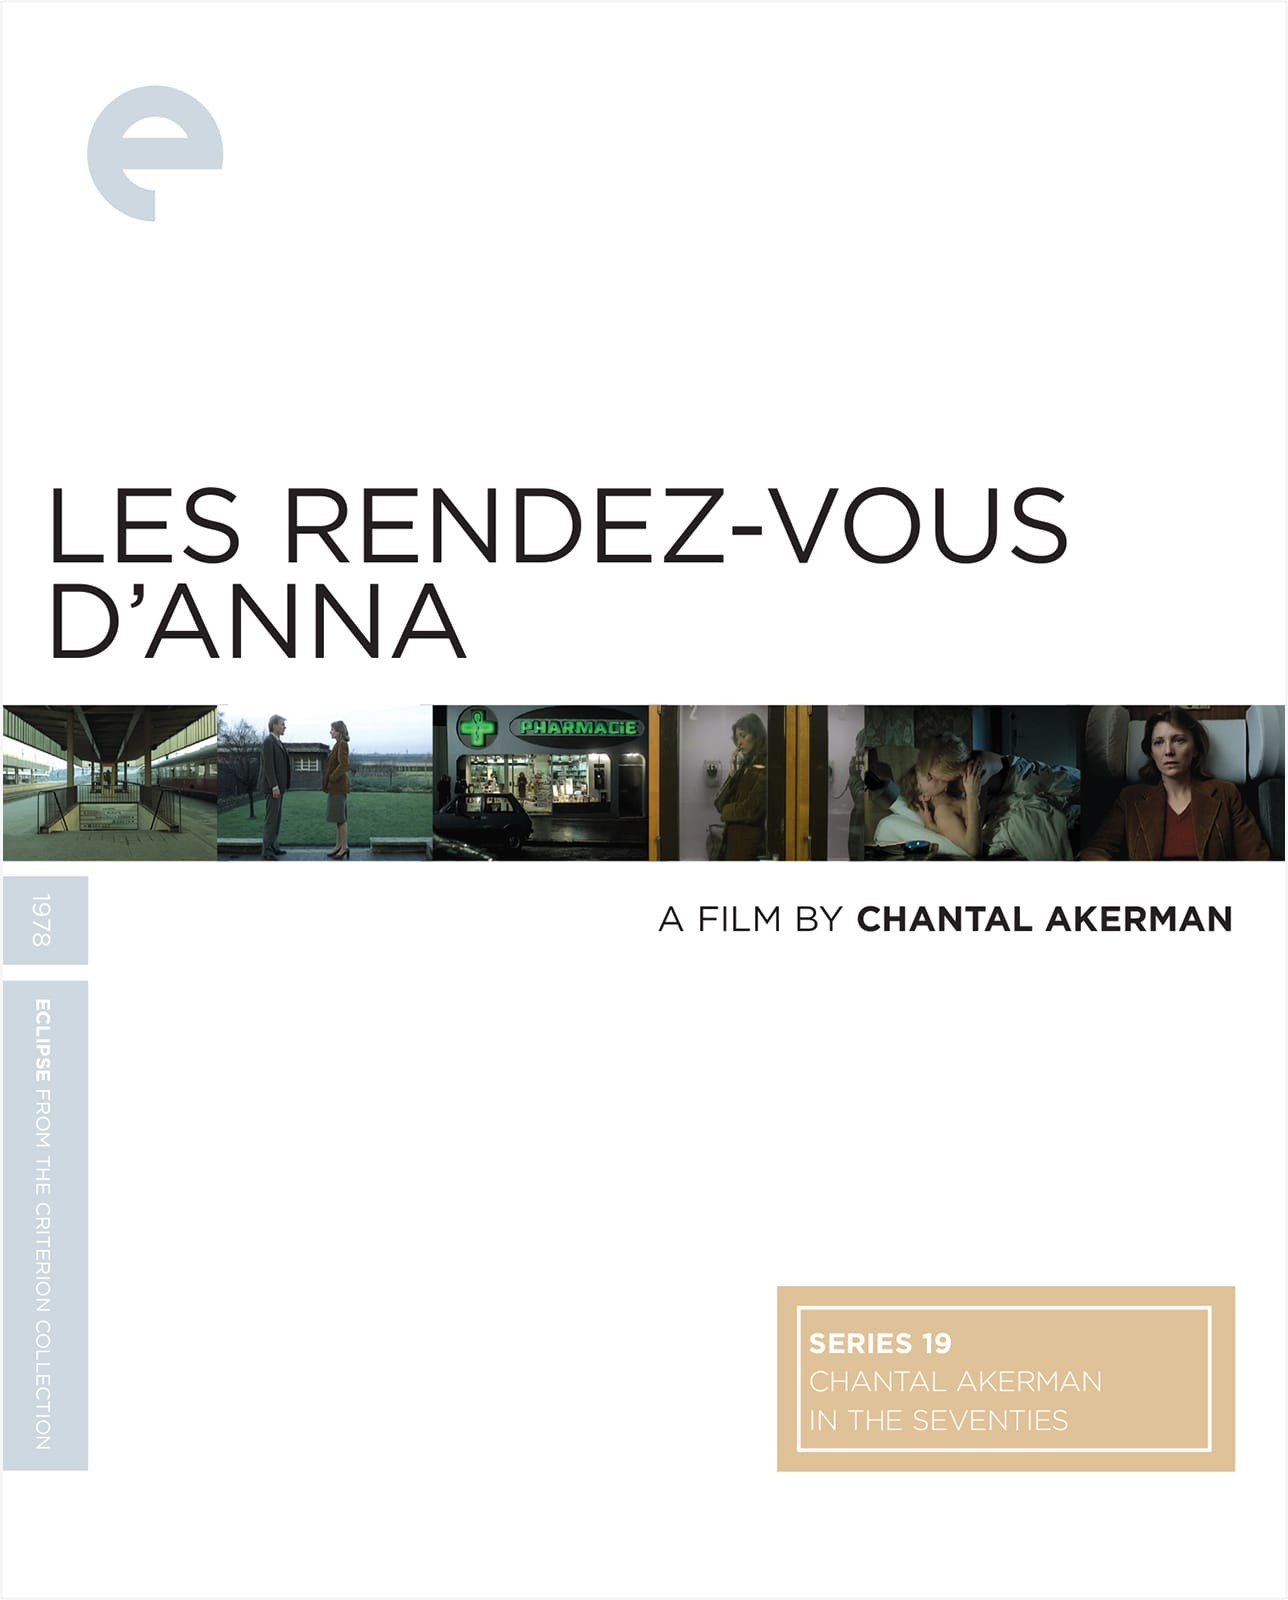 e
LES RENDEZ-VOUS
D’ANNA
PHARMACIE
2
A FILM BY CHANTAL AKERMAN
1978
ECLIPSE FROM THE CRITERION COLLECTION
SERIES 19
CHANTAL AKERMAN
IN THE SEVENTIES